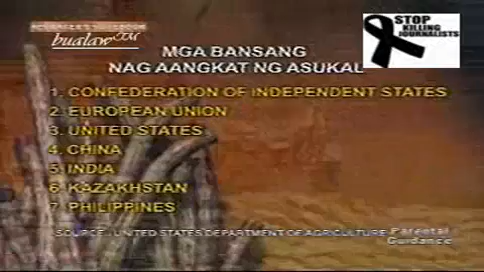 bualaw
STOP
KILLING
JOURNALISTS
MGA BANSANG
NAG AANGKAT NG ASUKAL
1. CONFEDERATION OF INDEPENDENT STATES
2. EUROPEAN UNION
3. UNITED STATES
4. CHINA
5. INDIA
6. KAZAKHSTAN
7. PHILIPPINES
SOURCE : UNITED STATES DEPARTMENT OF AGRICULTURE
Parental
Guidance